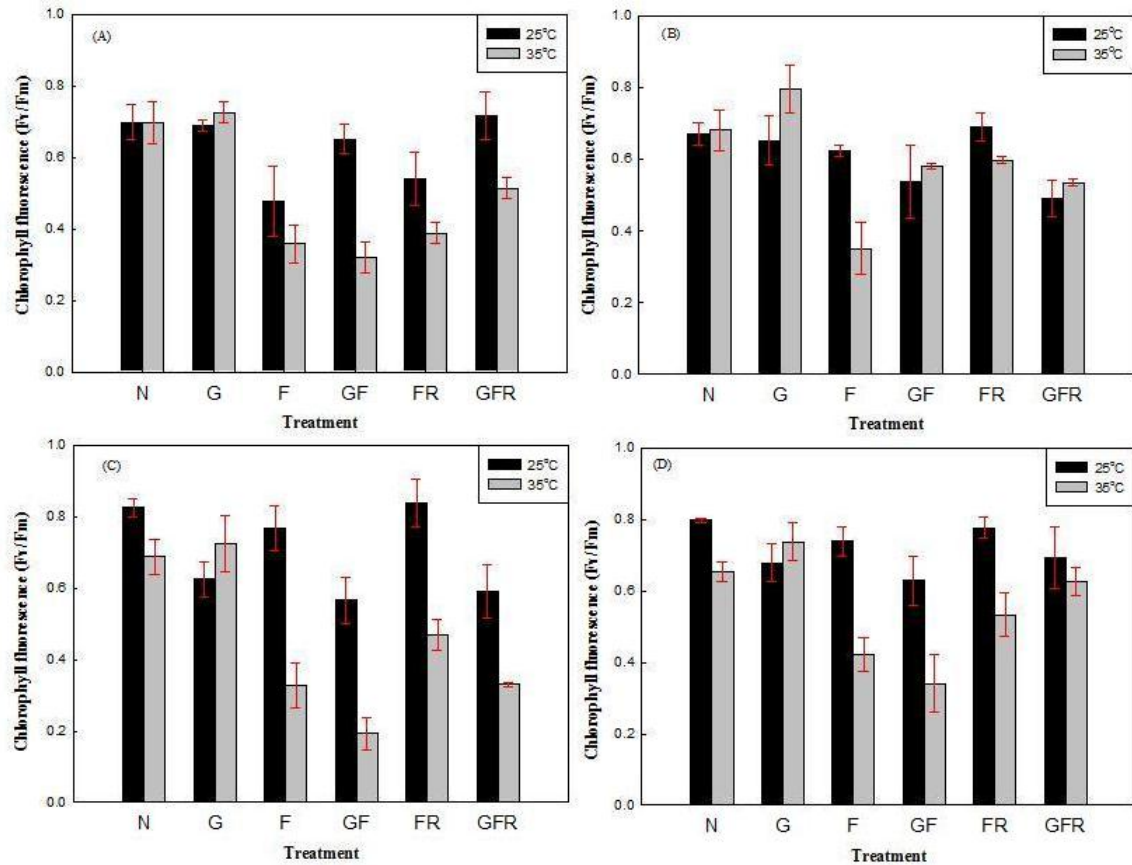 (A)
25°C
35°C
Chlorophyll fluorescence (Fv/Fm)
1.0
0.8
0.6
0.4
0.2
0.0
N G F GF FR GFR
Treatment
(B)
25°C
35°C
Chlorophyll fluorescence (Fv/Fm)
1.0
0.8
0.6
0.4
0.2
0.0
N G F GF FR GFR
Treatment
(C)
25°C
35°C
Chlorophyll fluorescence (Fv/Fm)
1.0
0.8
0.6
0.4
0.2
0.0
N G F GF FR GFR
Treatment
(D)
25°C
35°C
Chlorophyll fluorescence (Fv/Fm)
1.0
0.8
0.6
0.4
0.2
0.0
N G F GF FR GFR
Treatment